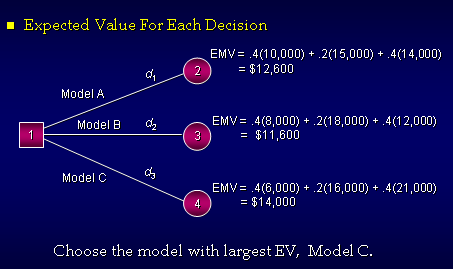 Expected Value For Each Decision
EMV = .4(10,000) + .2(15,000) + .4(14,000)
= $12,600
d1
2
Model A
EMV = .4(8,000) + .2(18,000) + .4(12,000)
= $11,600
1
Model B
d2
3
Model C
d3
EMV = .4(6,000) + .2(16,000) + .4(21,000)
= $14,000
4
Choose the model with largest EV, Model C.